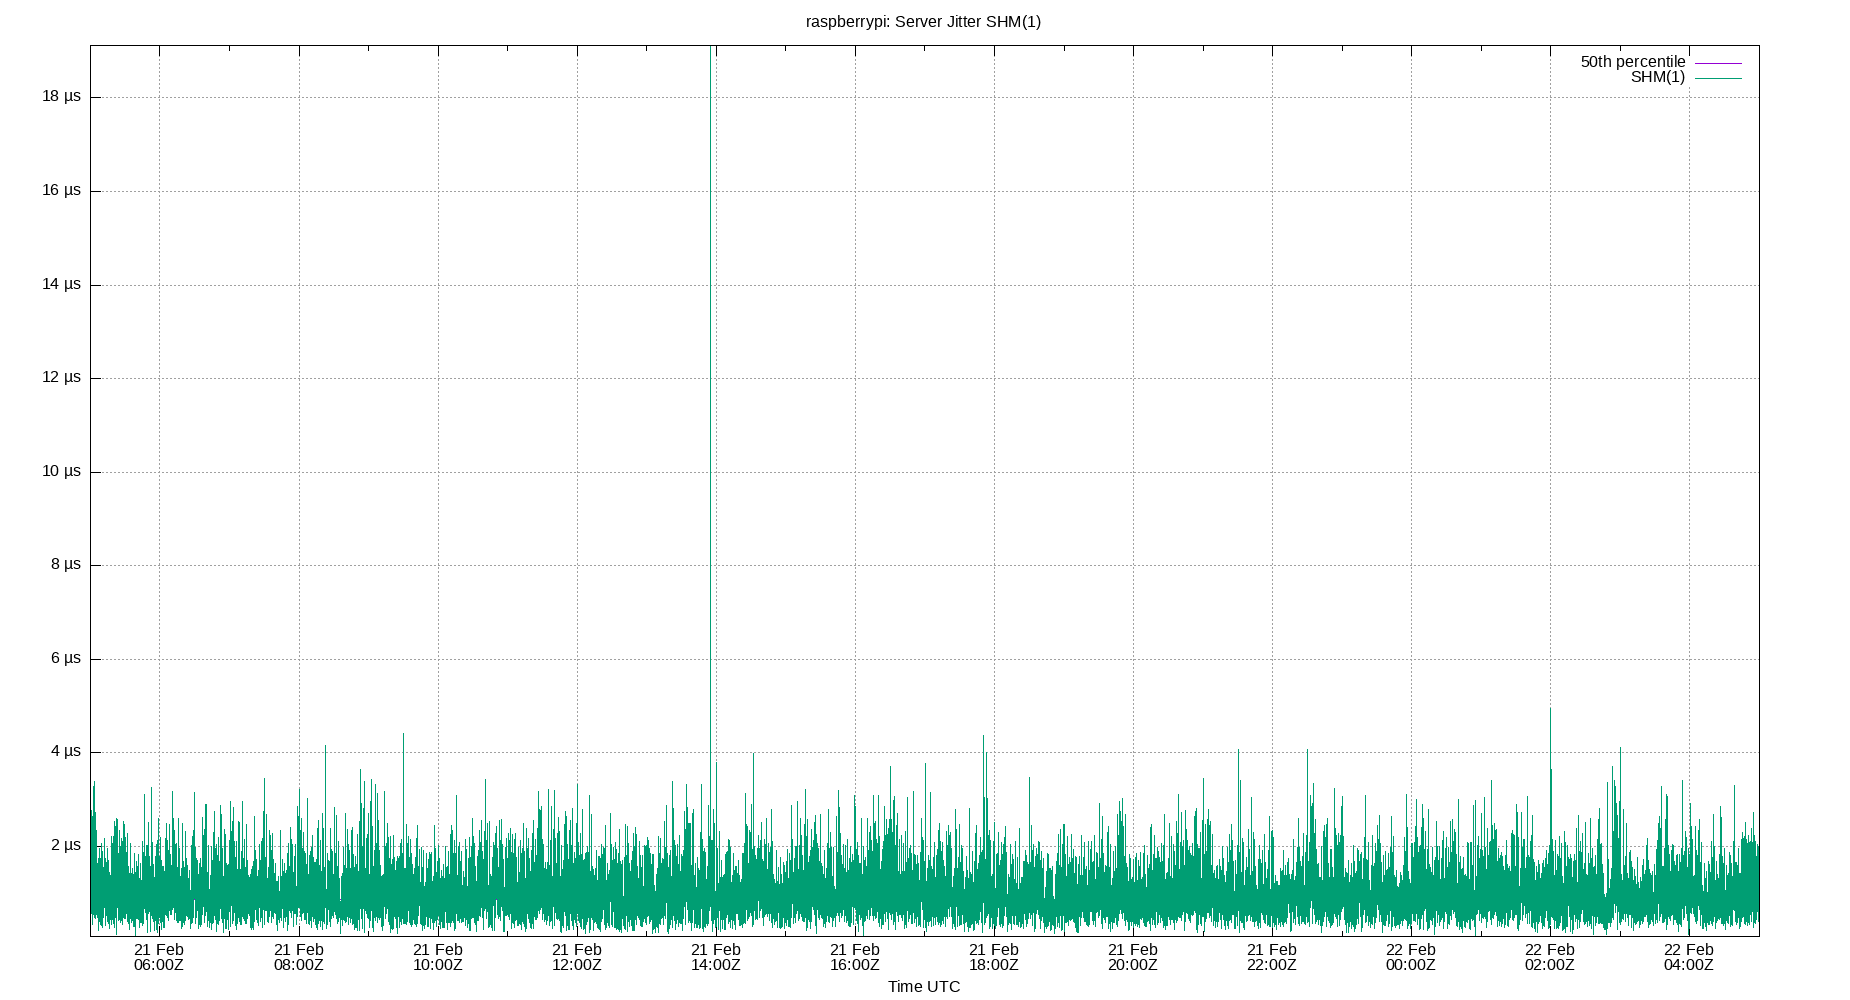 raspberrypi: Server Jitter SHM(1)
50th percentile
SHM(1)
18 µs
16 µs
14 µs
12 µs
10 µs
8 µs
6 µs
4 µs
2 µs
21 Feb 21 Feb 21 Feb 21 Feb 21 Feb 21 Feb 21 Feb 21 Feb 21 Feb 22 Feb 22 Feb 22 Feb
06:00Z 08:00Z 10:00Z 12:00Z 14:00Z 16:00Z 18:00Z 20:00Z 22:00Z 00:00Z 02:00Z 04:00Z
Time UTC